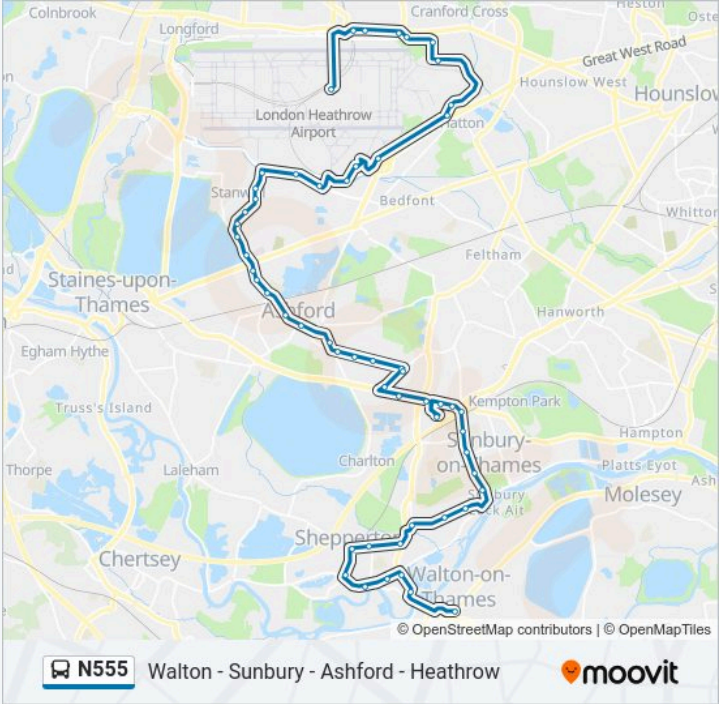 Colnbrook
Longford
Cranford Cross
Heston
Oste
Great West Road
Hounslow West
Hounslow
London Heathrow
Airport
Hatton
Stanw
Bedfont
Whitton
Feltham
Staines-upon-
Thames
Ashford
Hanworth
Egham Hythe
Truss's Island
Kempton Park
Hampton
Sunbury-
on-Thames
Charlton
Platts Eyot
Ash
Thorpe
Laleham
Sunbury
Lock Ait
Molesey
Shepperton
Chertsey
Walton-on-
Thames
© OpenStreetMap contributors | © OpenMapTiles
N555
Walton - Sunbury - Ashford - Heathrow
moovit